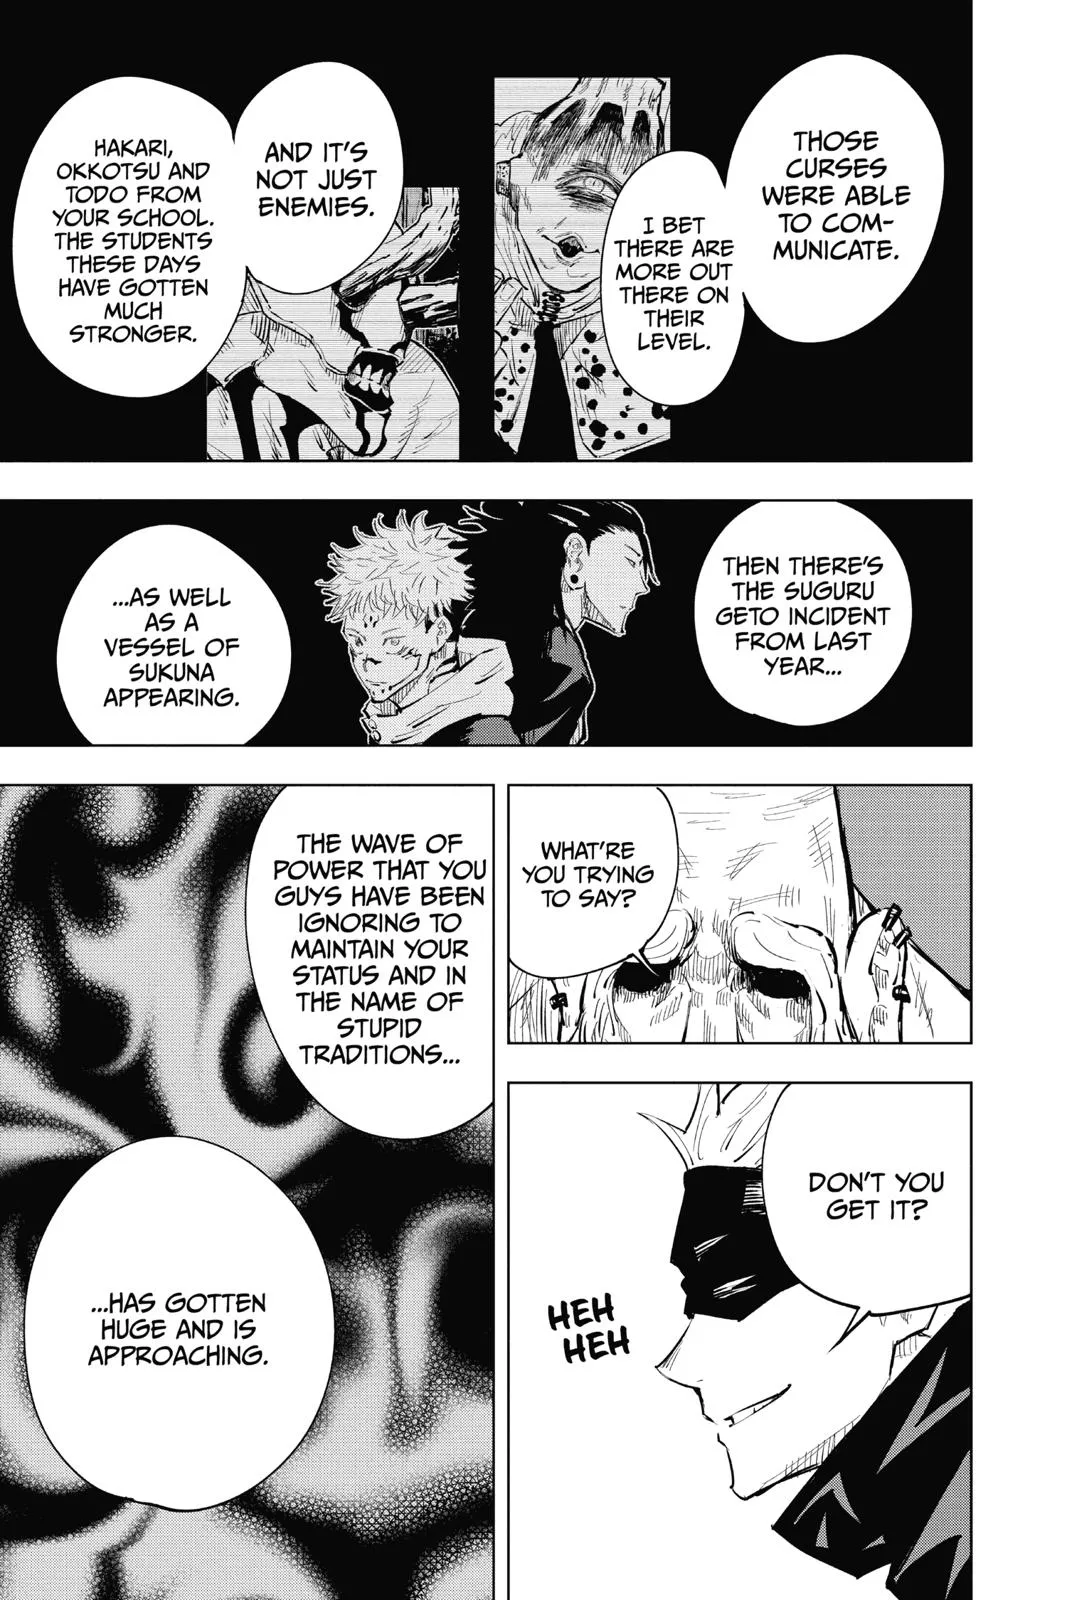 THOSE
CURSES
WERE ABLE
TO COM-
MUNICATE.
I BET
THERE ARE
MORE OUT
THERE ON
THEIR
LEVEL.
AND IT'S
NOT JUST
ENEMIES.
HAKARI,
OKKOTSU AND
TODO FROM
YOUR SCHOOL.
THE STUDENTS
THESE DAYS
HAVE GOTTEN
MUCH
STRONGER.
THEN THERE'S
THE SUGURU
GETO INCIDENT
FROM LAST
YEAR...
...AS WELL
AS A
VESSEL OF
SUKUNA
APPEARING.
WHAT'RE
YOU TRYING
TO SAY?
DON'T YOU
GET IT?
HEH
HEH
THE WAVE OF
POWER THAT YOU
GUYS HAVE BEEN
IGNORING TO
MAINTAIN YOUR
STATUS AND IN
THE NAME OF
STUPID
TRADITIONS...
...HAS GOTTEN
HUGE AND IS
APPROACHING.